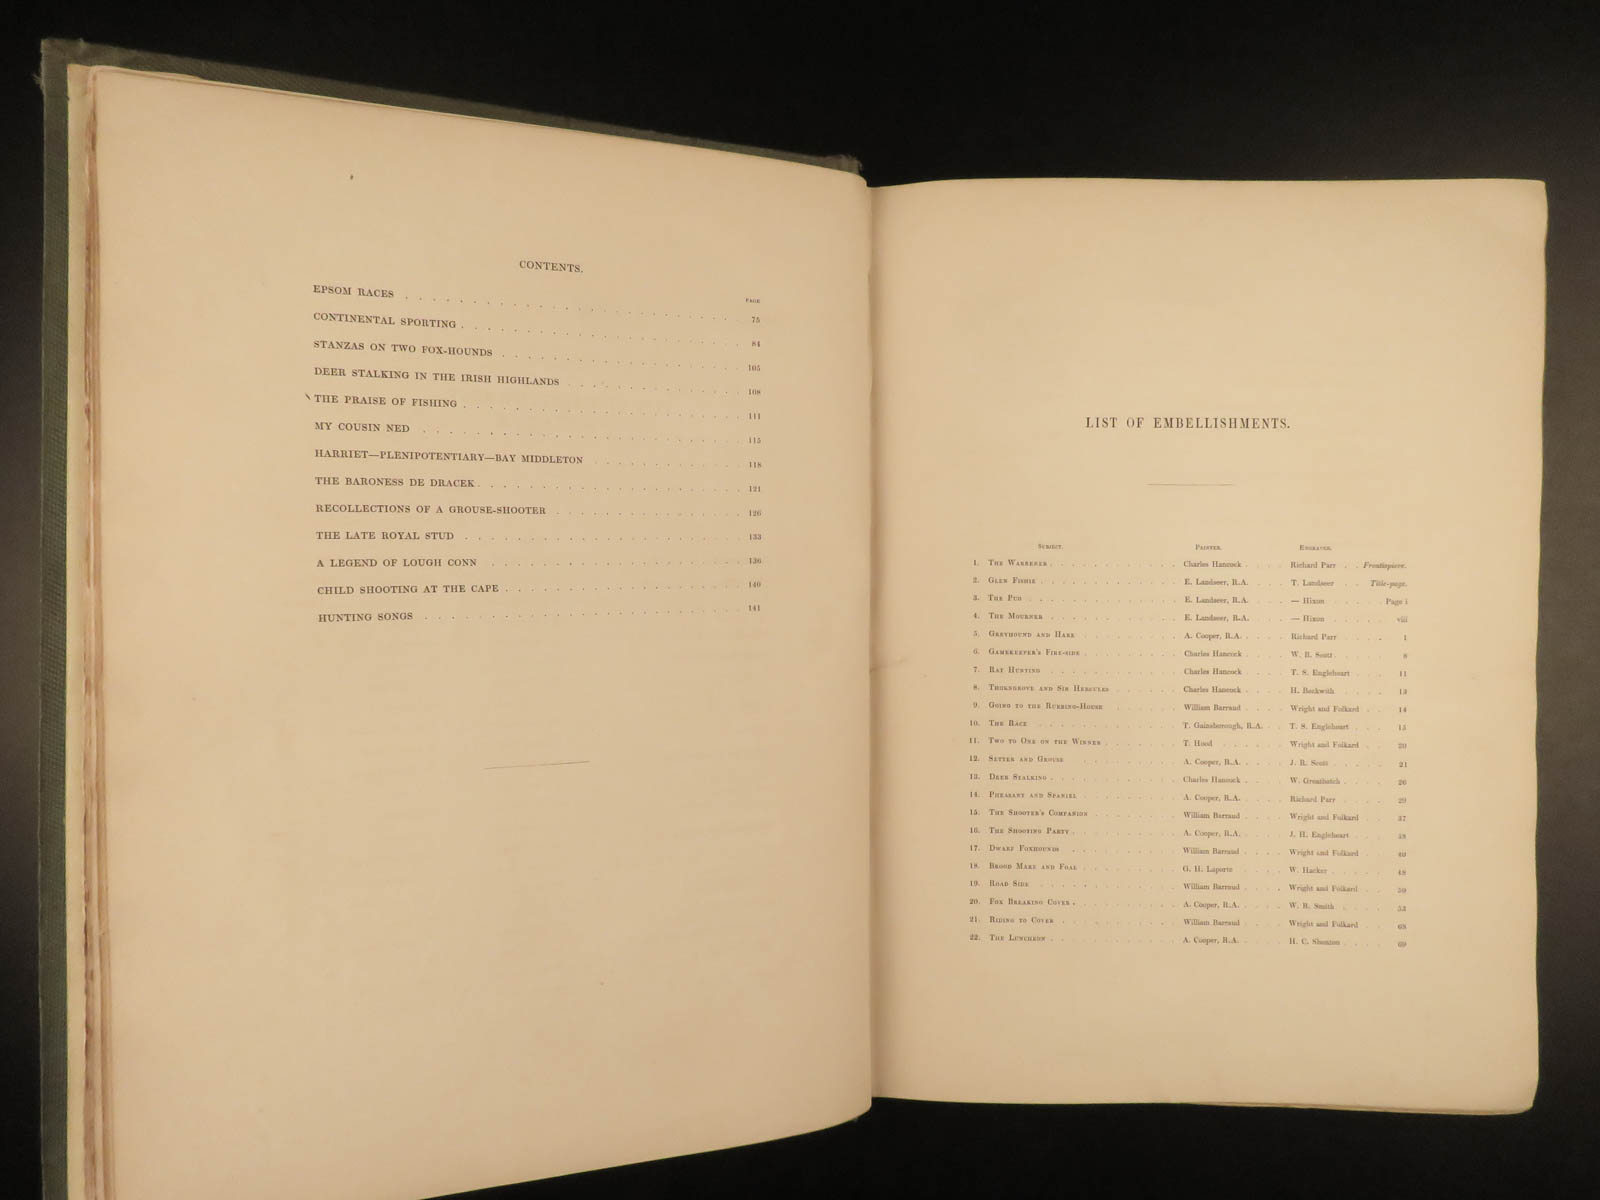 CONTENTS.
PAGE
EPSOM RACES . . . 75
CONTINENTAL SPORTING . . . 84
STANZAS ON TWO FOX-HOUNDS . . . 105
DEER STALKING IN THE IRISH HIGHLANDS . . . 108
THE PRAISE OF FISHING . . . 111
MY COUSIN NED . . . 115
HARRIET—PLENIPOTENTIARY—BAY MIDDLETON . . . 118
THE BARONESS DE DRACEK . . . 121
RECOLLECTIONS OF A GROUSE-SHOOTER . . . 126
THE LATE ROYAL STUD . . . 133
A LEGEND OF LOUGH CONN . . . 136
CHILD SHOOTING AT THE CAPE . . . 140
HUNTING SONGS . . . 141
LIST OF EMBELLISHMENTS.
Subject. Painter. Engraver.
1. The Warrener . . . Charles Hancock . . . Richard Parr . . Frontispiece.
2. Glen Fishie . . . E. Landseer, R.A. . . . T. Landseer . . Title-page.
3. The Pug . . . E. Landseer, R.A. . . . — Hixon . . . Page i
4. The Mourner . . . E. Landseer, R.A. . . . — Hixon . . . viii
5. Greyhound and Hare . . . A. Cooper, R.A. . . . Richard Parr . . . 1
6. Gamekeeper's Fire-side . . . Charles Hancock . . . W. R. Scott . . . 8
7. Rat Hunting . . . Charles Hancock . . . T. S. Engleheart . . . 11
8. Thorngrove and Sir Hercules . . . Charles Hancock . . . H. Beckwith . . . 13
9. Going to the Rubbing-House . . . William Barraud . . . Wright and Folkard . . 14
10. The Race . . . T. Gainsborough, R.A. . . T. S. Engleheart . . . 15
11. Two to One on the Winner . . . T. Hood . . . Wright and Folkard . . 20
12. Setter and Grouse . . . A. Cooper, R.A. . . . J. R. Scott . . . 21
13. Deer Stalking . . . Charles Hancock . . . W. Greatbatch . . . 26
14. Pheasant and Spaniel . . . A. Cooper, R.A. . . . Richard Parr . . . 29
15. The Shooter's Companion . . . William Barraud . . . Wright and Folkard . . 37
16. The Shooting Party . . . A. Cooper, R.A. . . . J. H. Engleheart . . . 38
17. Dwarf Foxhounds . . . William Barraud . . . Wright and Folkard . . 40
18. Brood Mare and Foal . . . G. H. Laporte . . . W. Hacker . . . 48
19. Road Side . . . William Barraud . . . Wright and Folkard . . 50
20. Fox Breaking Cover . . . A. Cooper, R.A. . . . W. R. Smith . . . 53
21. Riding to Cover . . . William Barraud . . . Wright and Folkard . . 68
22. The Luncheon . . . A. Cooper, R.A. . . . H. C. Shenton . . . 69